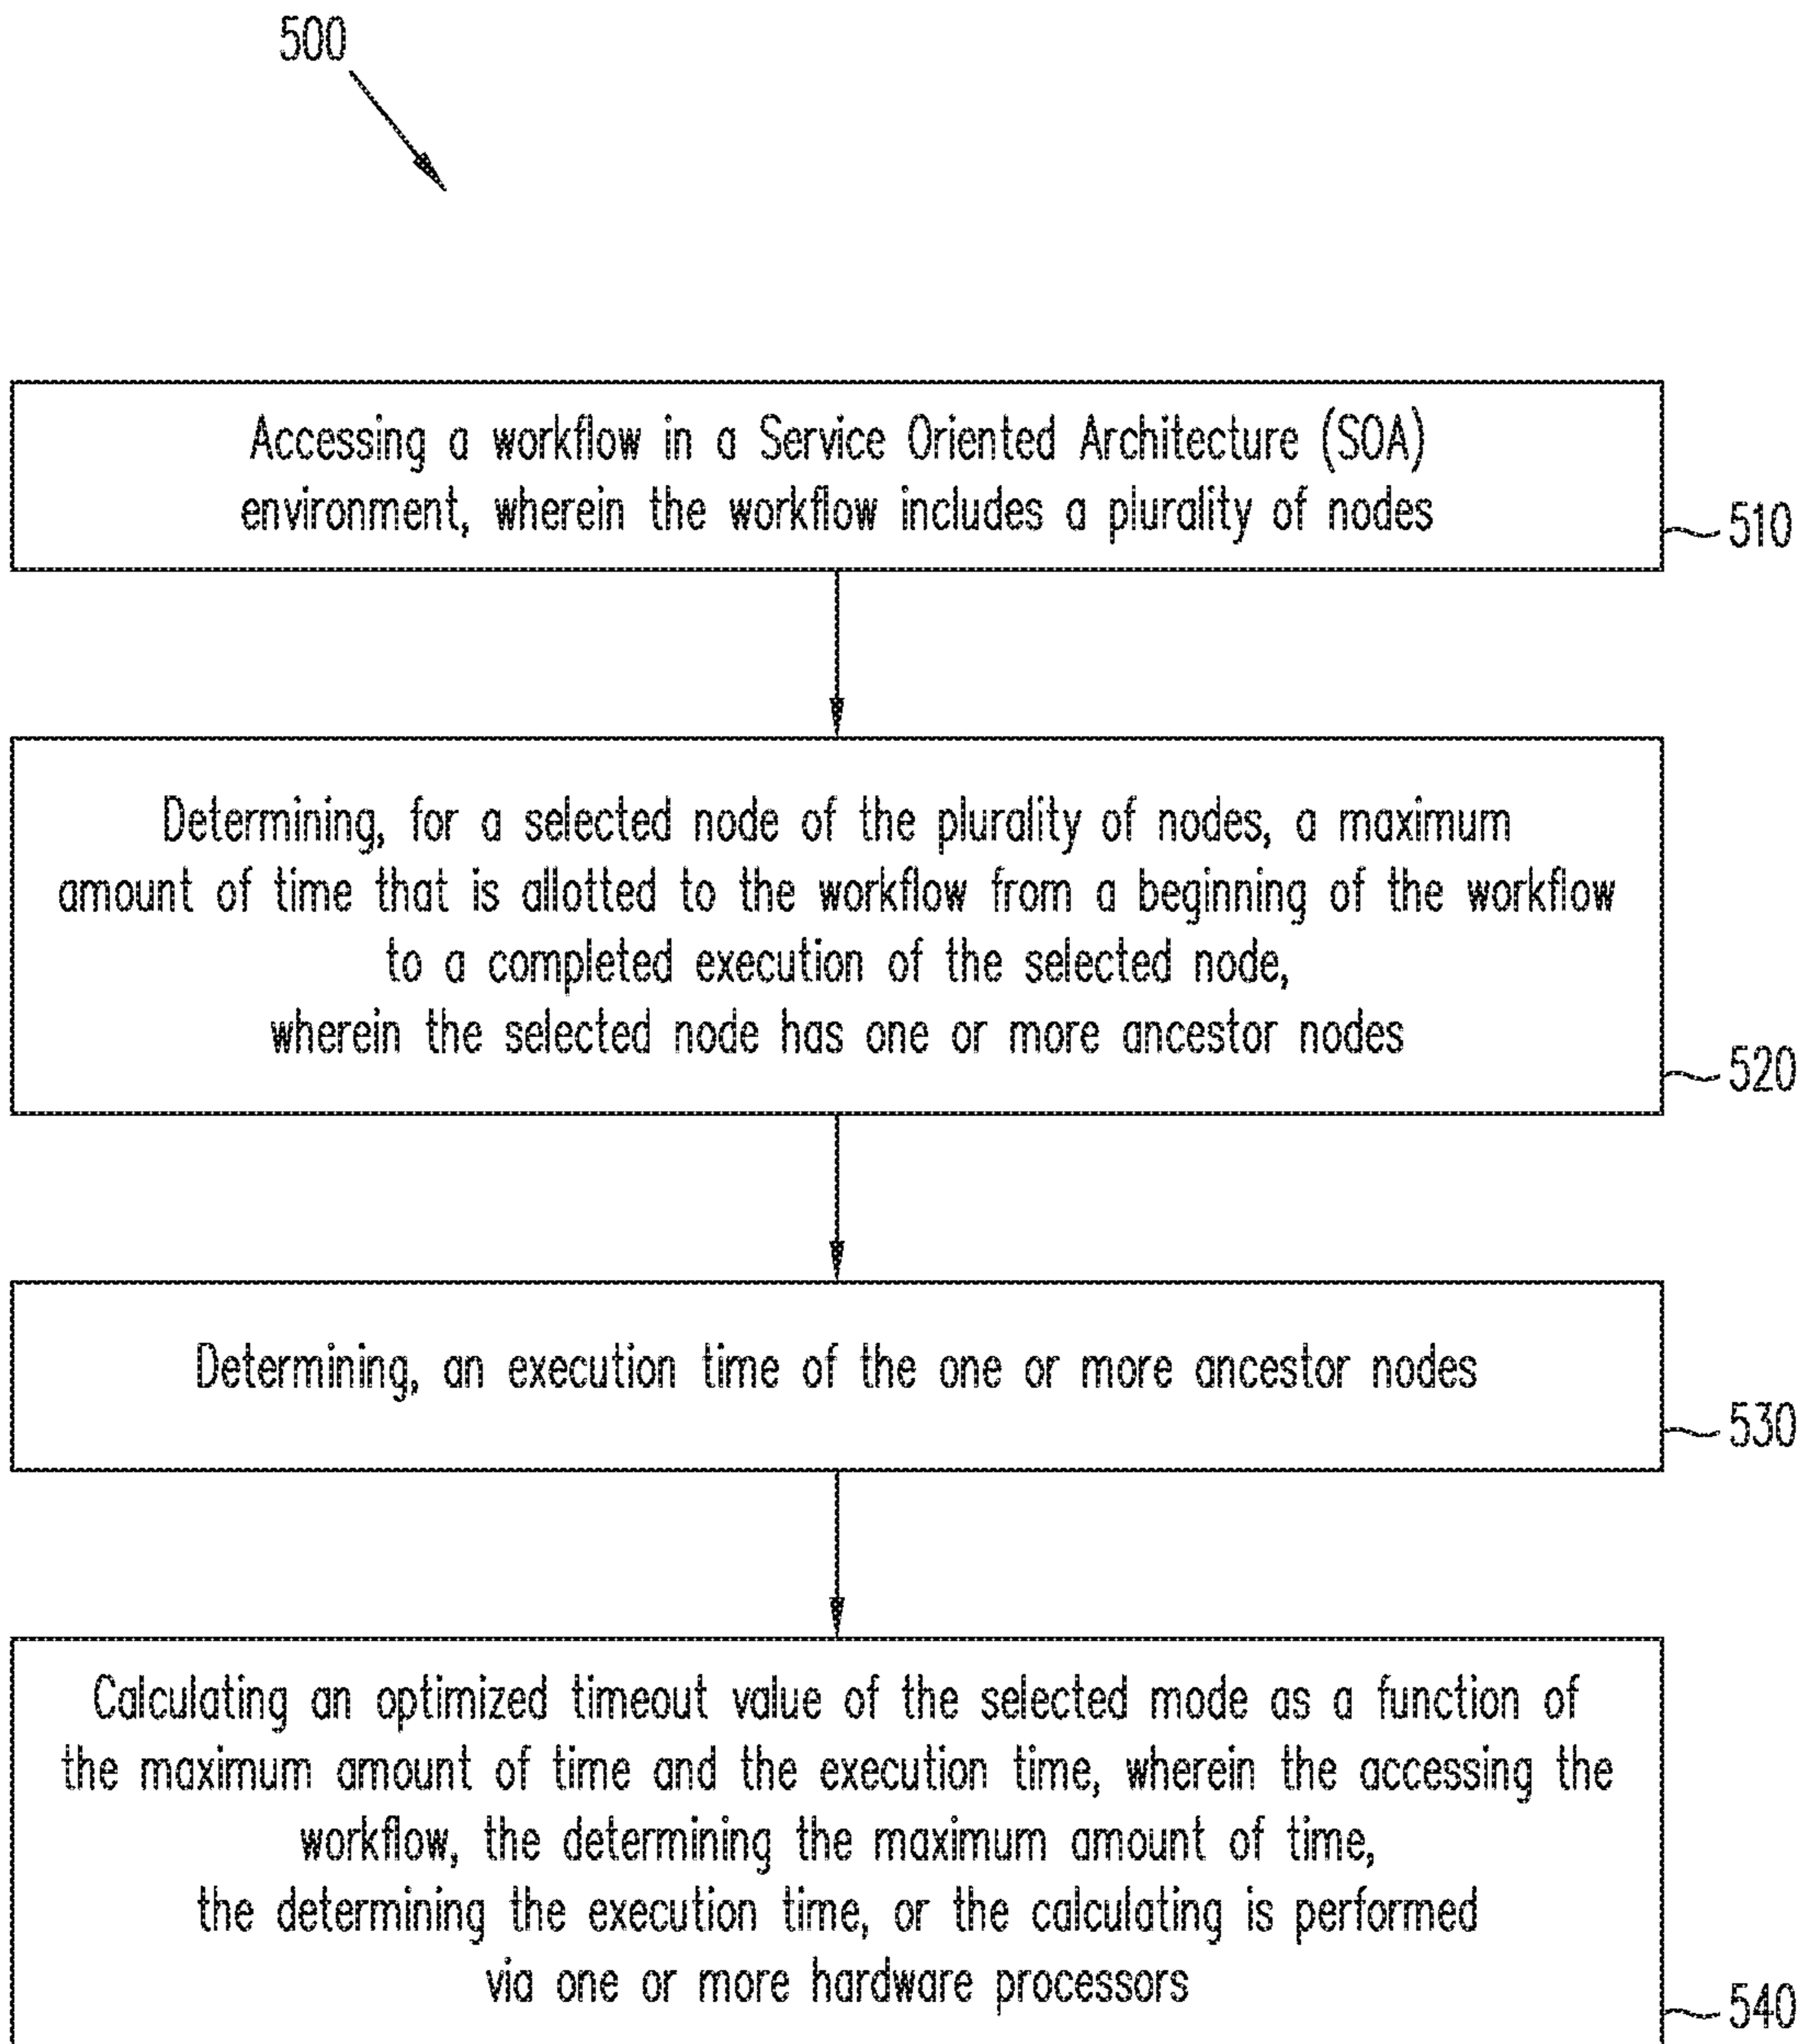 500
Accessing a workflow in a Service Oriented Architecture (SOA)
environment, wherein the workflow includes a plurality of nodes
510
Determining, for a selected node of the plurality of nodes, a maximum
amount of time that is allotted to the workflow from a beginning of the workflow
to a completed execution of the selected node,
wherein the selected node has one or more ancestor nodes
520
Determining, an execution time of the one or more ancestor nodes
530
Calculating an optimized timeout value of the selected mode as a function of
the maximum amount of time and the execution time, wherein the accessing the
workflow, the determining the maximum amount of time,
the determining the execution time, or the calculating is performed
via one or more hardware processors
540